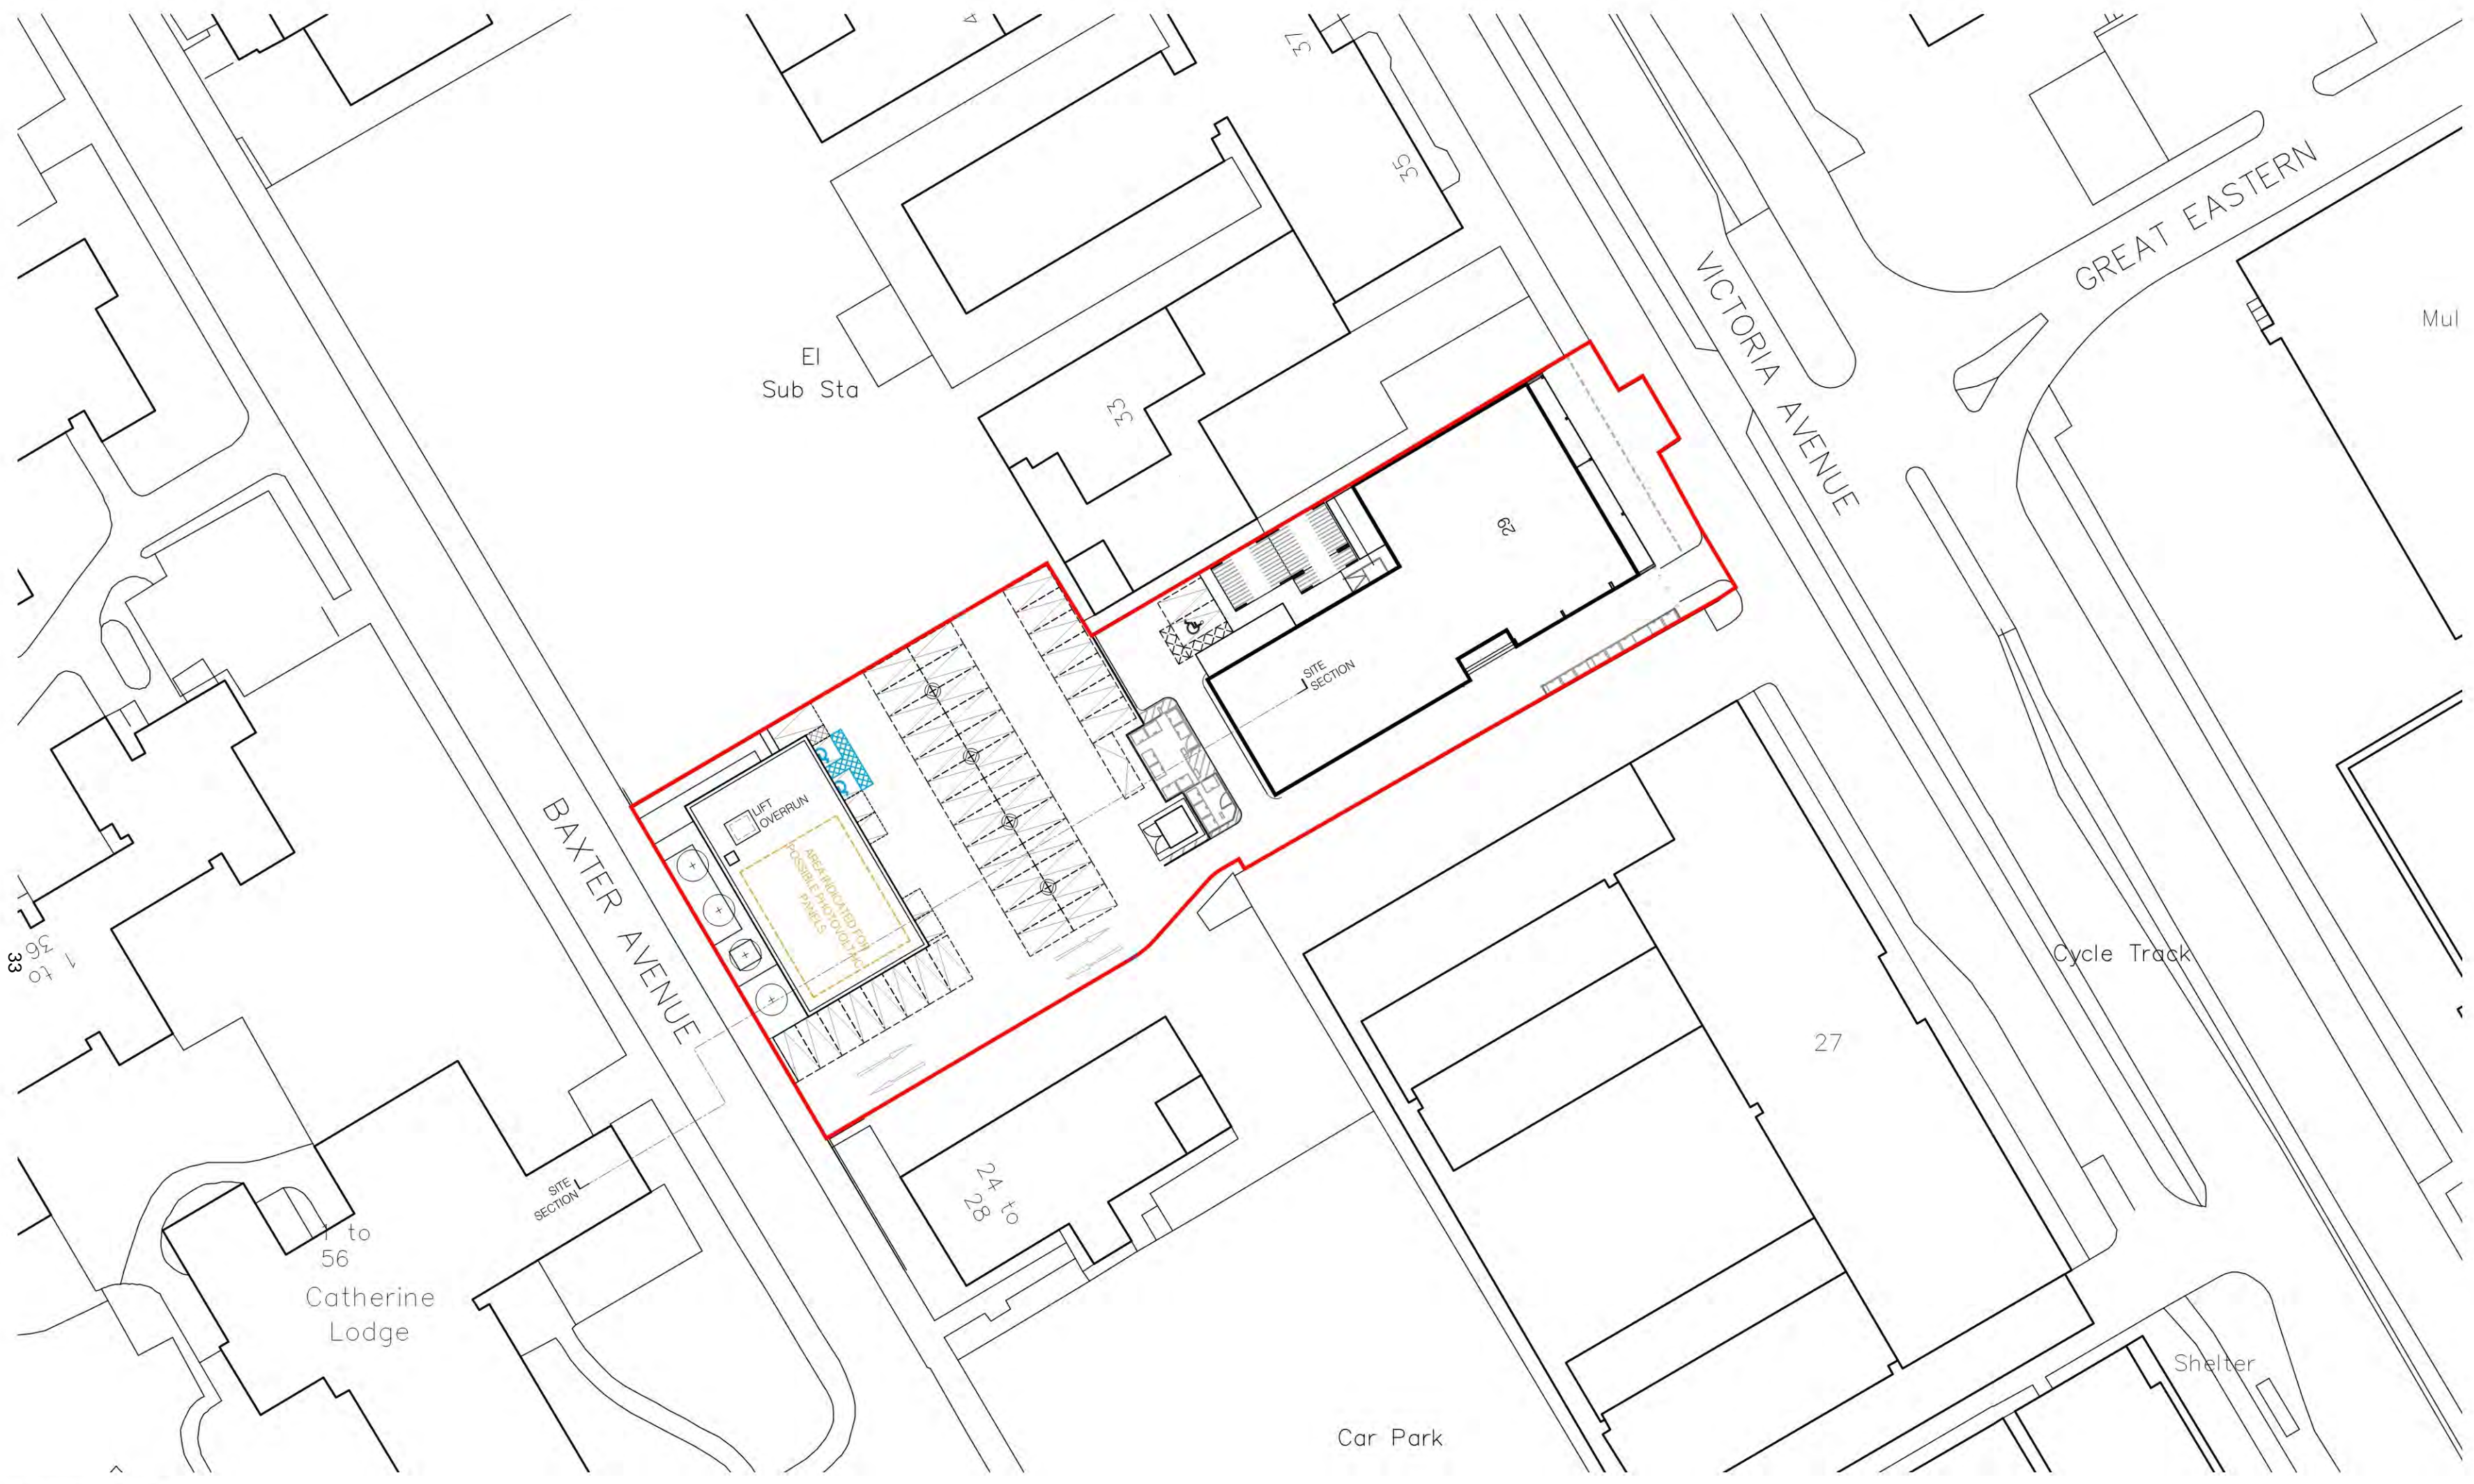 37
35
GREAT EASTERN
VICTORIA AVENUE
Mul
El
Sub Sta
33
29
SITE
SECTION
LIFT
OVERRUN
AREA INDICATED FOR
POSSIBLE PHOTOVOLTAIC
PANELS
BAXTER AVENUE
1 to
36
33
Cycle Track
27
24 to
28
SITE
SECTION
1 to
56
Catherine
Lodge
Shelter
Car Park